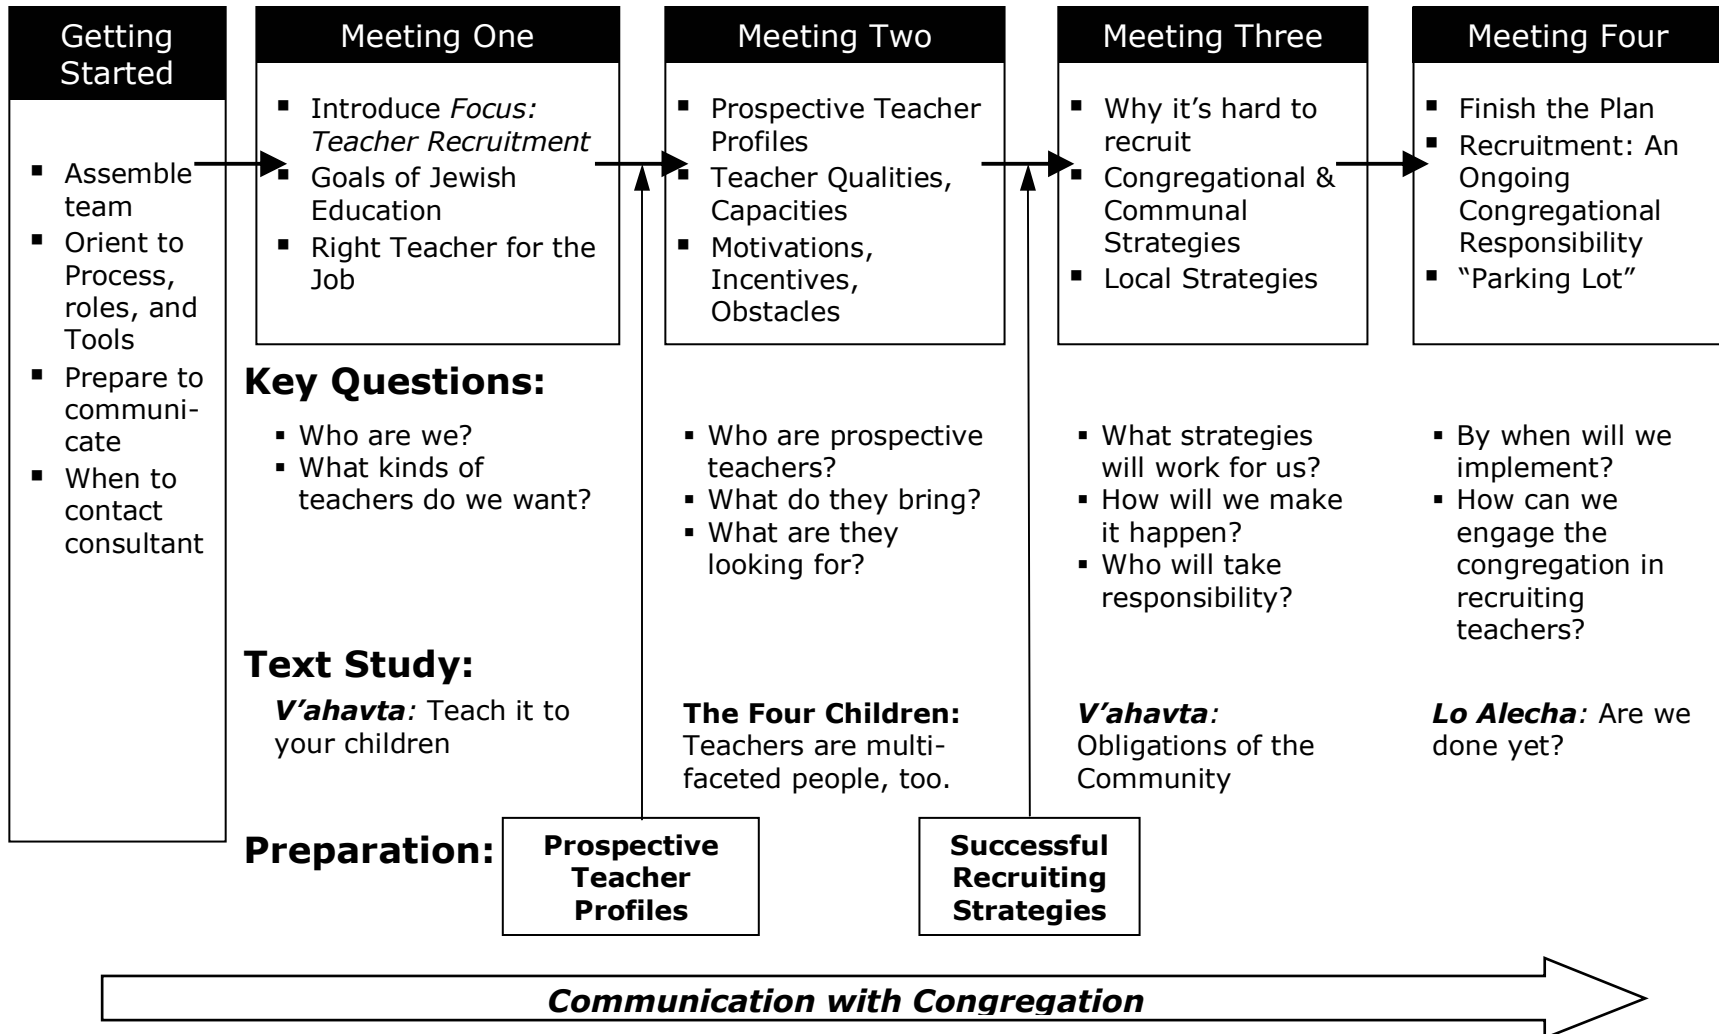 Getting
Started
▪ Assemble
team
▪ Orient to
Process,
roles, and
Tools
▪ Prepare to
communi-
cate
▪ When to
contact
consultant
Meeting One
▪ Introduce Focus:
Teacher Recruitment
▪ Goals of Jewish
Education
▪ Right Teacher for the
Job
Meeting Two
▪ Prospective Teacher
Profiles
▪ Teacher Qualities,
Capacities
▪ Motivations,
Incentives,
Obstacles
Meeting Three
▪ Why it’s hard to
recruit
▪ Congregational &
Communal
Strategies
▪ Local Strategies
Meeting Four
▪ Finish the Plan
▪ Recruitment: An
Ongoing
Congregational
Responsibility
▪ “Parking Lot”
Key Questions:
▪ Who are we?
▪ What kinds of
teachers do we want?
▪ Who are prospective
teachers?
▪ What do they bring?
▪ What are they
looking for?
▪ What strategies
will work for us?
▪ How will we make
it happen?
▪ Who will take
responsibility?
▪ By when will we
implement?
▪ How can we
engage the
congregation in
recruiting
teachers?
Text Study:
V’ahavta: Teach it to
your children
The Four Children:
Teachers are multi-
faceted people, too.
V’ahavta:
Obligations of the
Community
Lo Alecha: Are we
done yet?
Preparation:
Prospective
Teacher
Profiles
Successful
Recruiting
Strategies
Communication with Congregation